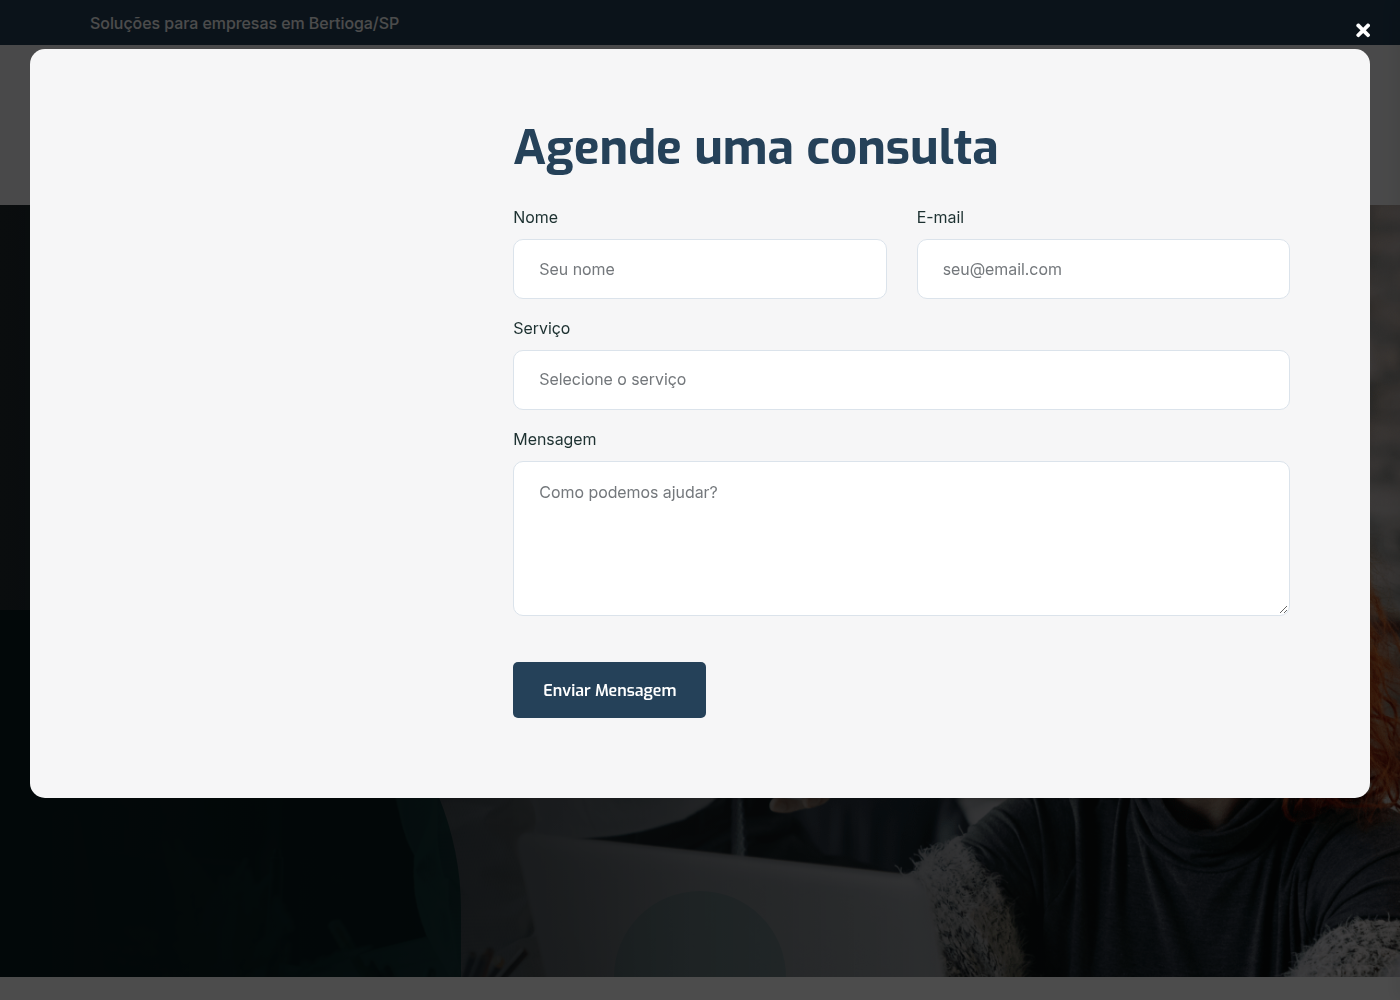 Soluções para empresas em Bertioga/SP
Agende uma consulta
Nome
E-mail
Seu nome
seu@email.com
Serviço
Selecione o serviço
Mensagem
Como podemos ajudar?
Enviar Mensagem